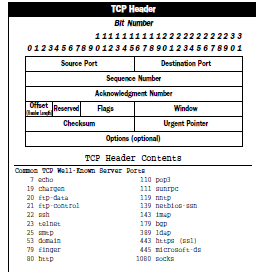 TCP Header
Bit Number
1 1 1 1 1 1 1 1 1 1 2 2 2 2 2 2 2 2 2 2 3 3
0 1 2 3 4 5 6 7 8 9 0 1 2 3 4 5 6 7 8 9 0 1 2 3 4 5 6 7 8 9 0 1
Source Port Destination Port
Sequence Number
Acknowledgment Number
Offset (Header Length) Reserved Flags Window
Checksum Urgent Pointer
Options (optional)
TCP Header Contents
Common TCP Well-Known Server Ports
7 echo 110 pop3
19 chargen 111 sunrpc
20 ftp-data 119 nntp
21 ftp-control 139 netbios-ssn
22 ssh 143 imap
23 telnet 179 bgp
25 smtp 389 ldap
53 domain 443 https (ssl)
79 finger 445 microsoft-ds
80 http 1080 socks